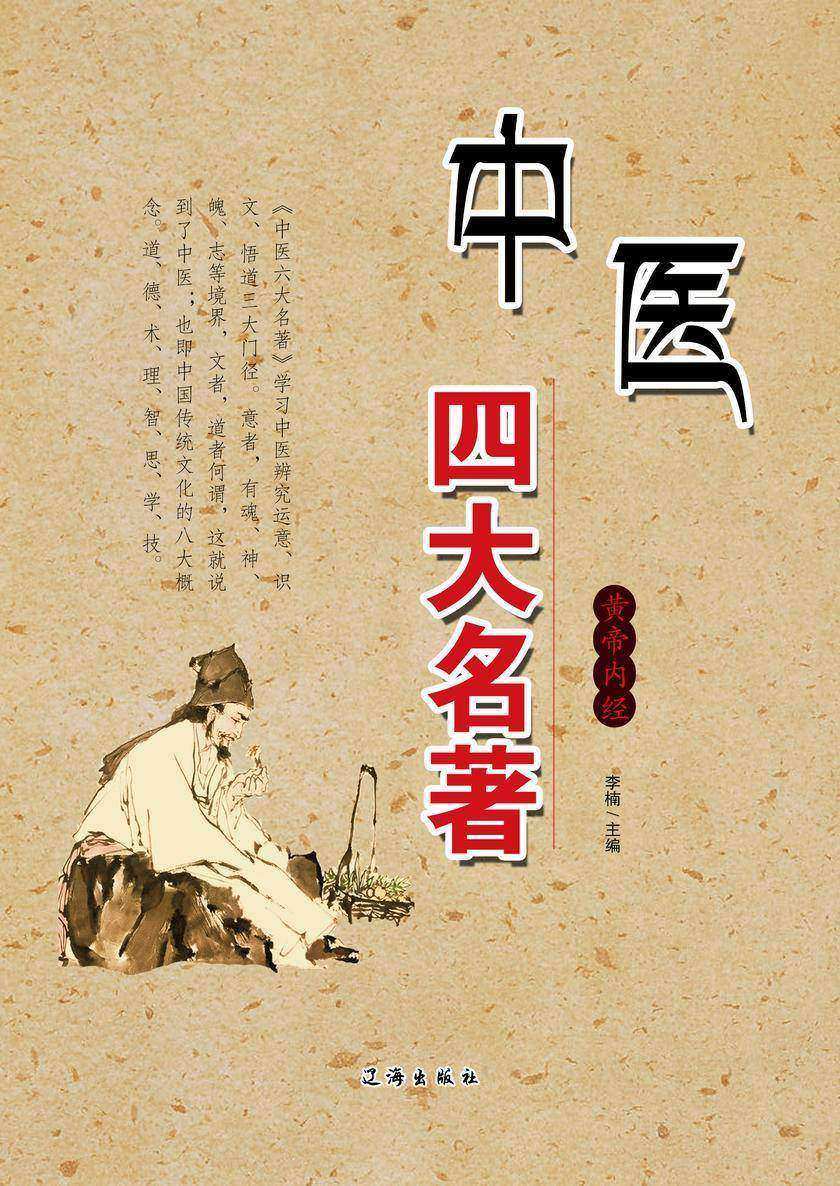 中医
四大名著
黄帝内经
李楠/主编
《中医六大名著》学习中医辨究运意、识
文、悟道三大门径。意者，有魂、神、
魄、志等境界，文者，道者何谓，这就说
到了中医；也即中国传统文化的八大概
念。道、德、术、理、智、思、学、技。
辽海出版社